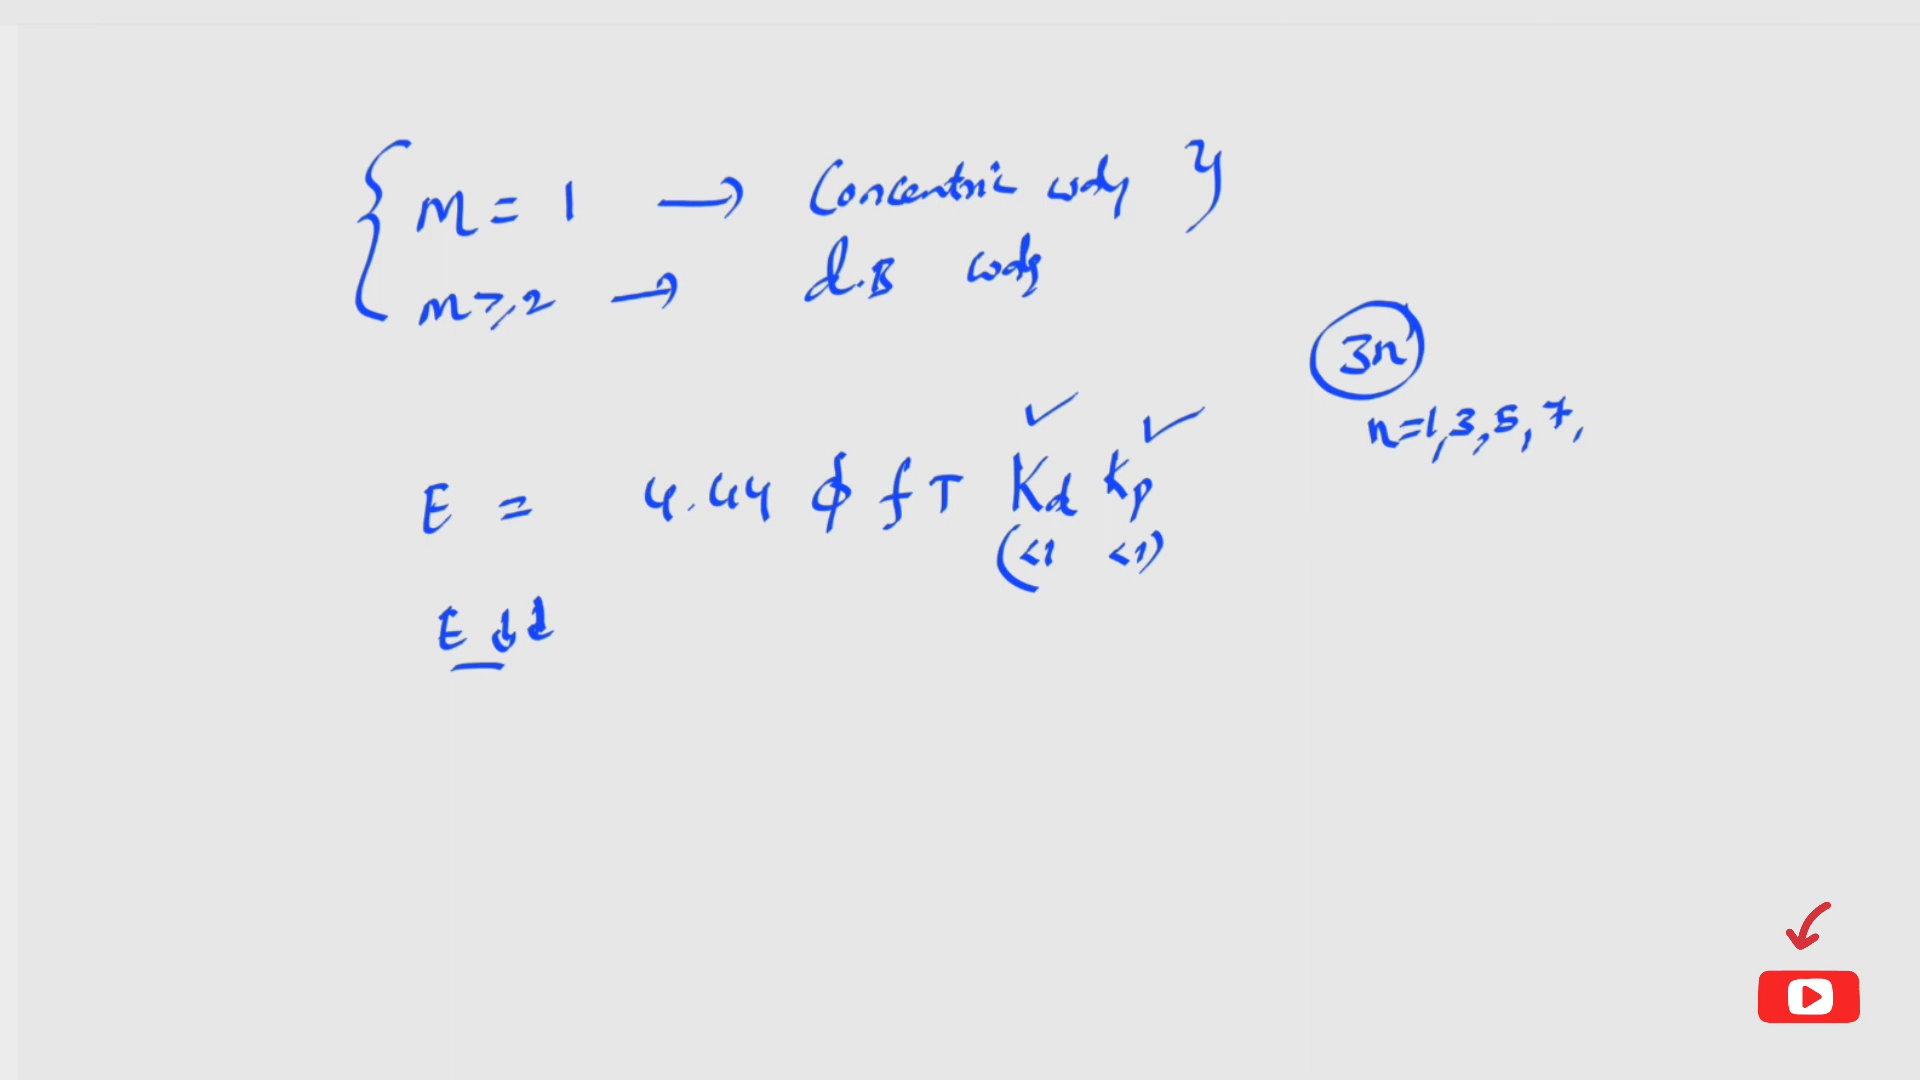 { m = 1 → Concentric wdg }
m ≥ 2 → d.B wdg
3n
n=1,3,5,7,
E = 4.44 ϕ f T Kd Kp
(<1 <1)
E ↓↓